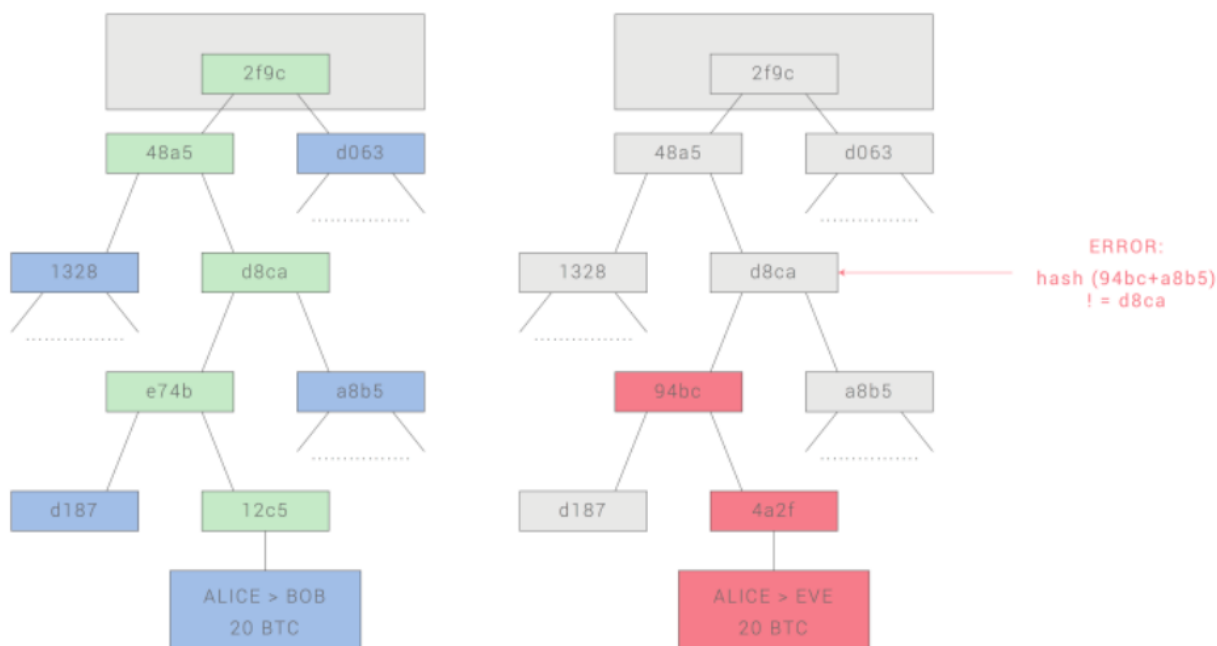 2f9c
48a5
d063
1328
d8ca
e74b
a8b5
d187
12c5
ALICE > BOB
20 BTC
2f9c
48a5
d063
1328
d8ca
94bc
a8b5
d187
4a2f
ALICE > EVE
20 BTC
ERROR:
hash (94bc+a8b5)
! = d8ca